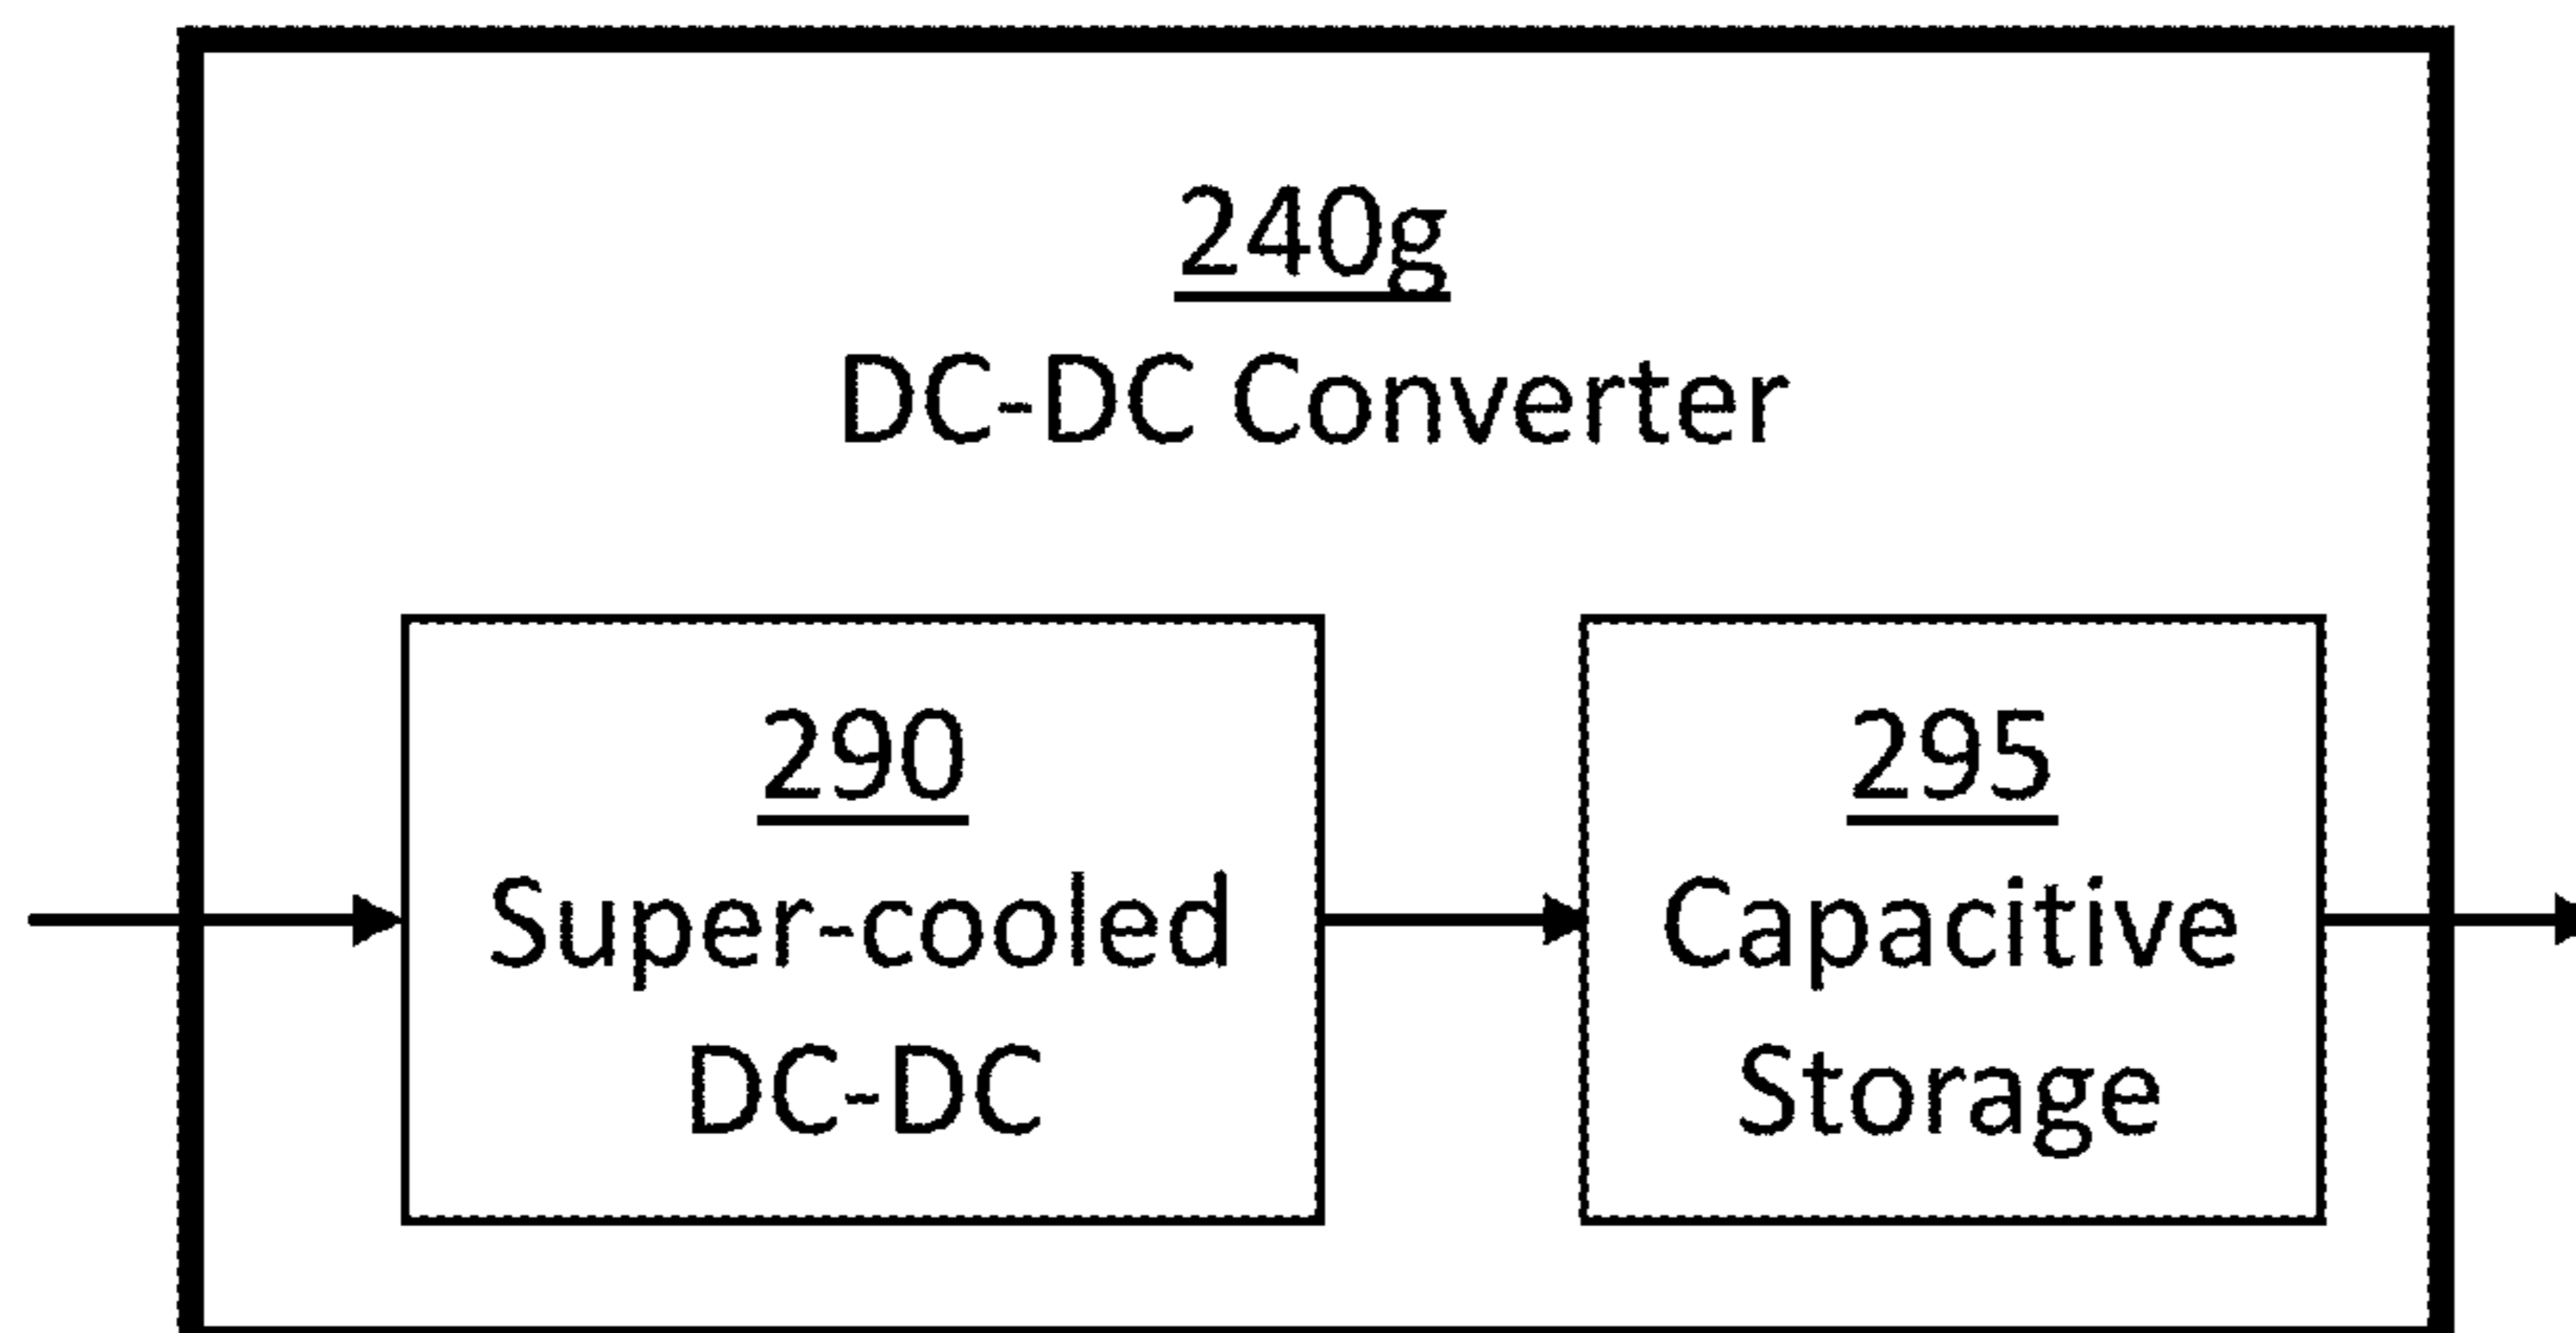 240g
DC-DC Converter
290
Super-cooled
DC-DC
295
Capacitive
Storage